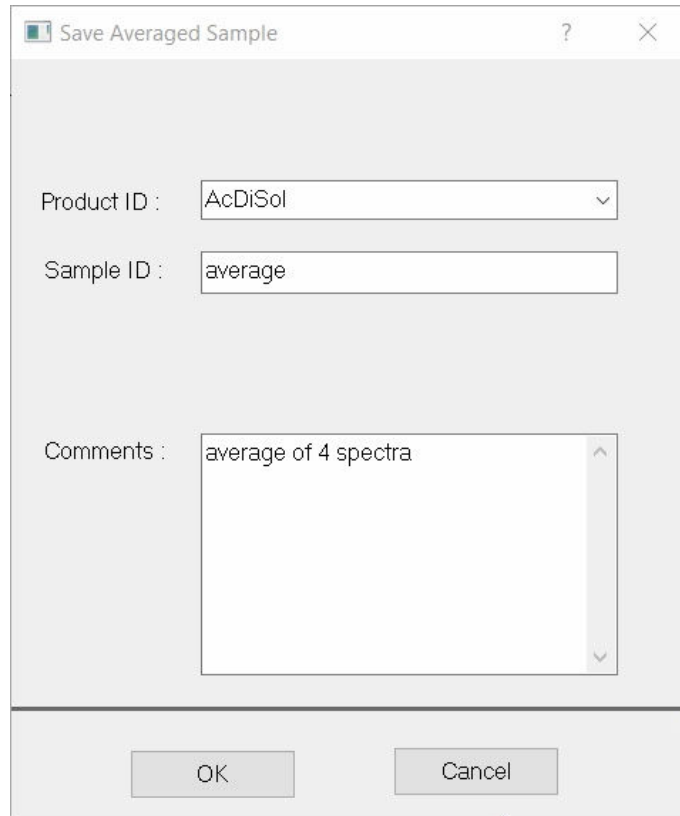 Save Averaged Sample ?
Product ID : AcDiSol
Sample ID : average
Comments : average of 4 spectra
OK Cancel